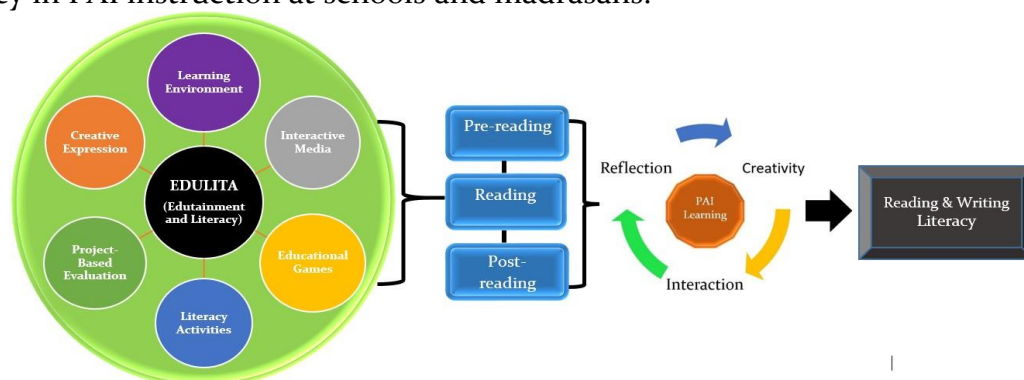 in PAI instruction at schools and madrasahs.
Learning
Environment
Creative
Expression
Interactive
Media
EDULITA
(Edutainment
and Literacy)
Project-
Based
Evaluation
Educational
Games
Literacy
Activities
Pre-reading
Reading
Post-
reading
Reflection
Creativity
PAI
Learning
Interaction
Reading & Writing
Literacy